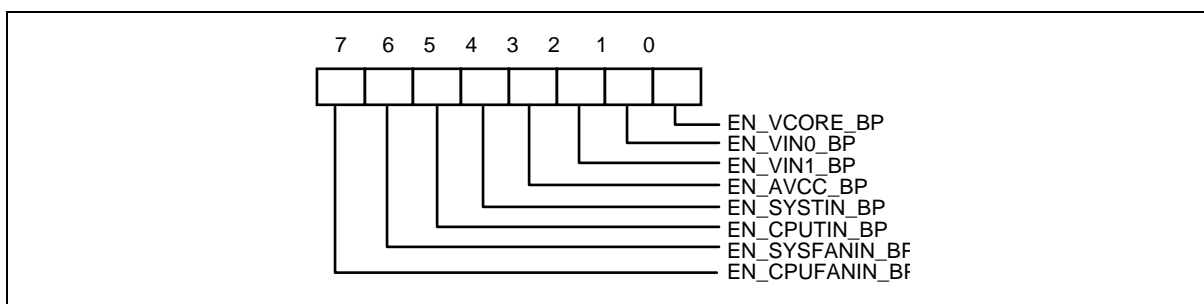 7 6 5 4 3 2 1 0
EN_VCORE_BP
EN_VIN0_BP
EN_VIN1_BP
EN_AVCC_BP
EN_SYSTIN_BP
EN_CPUTIN_BP
EN_SYSFANIN_BP
EN_CPUFANIN_BP